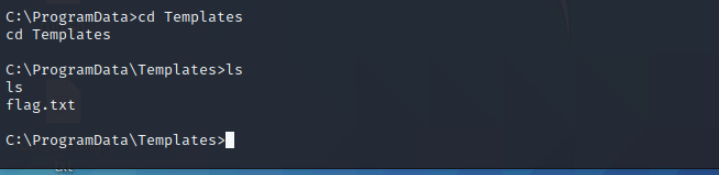 C:\ProgramData>cd Templates
cd Templates
C:\ProgramData\Templates>ls
ls
flag.txt
C:\ProgramData\Templates>